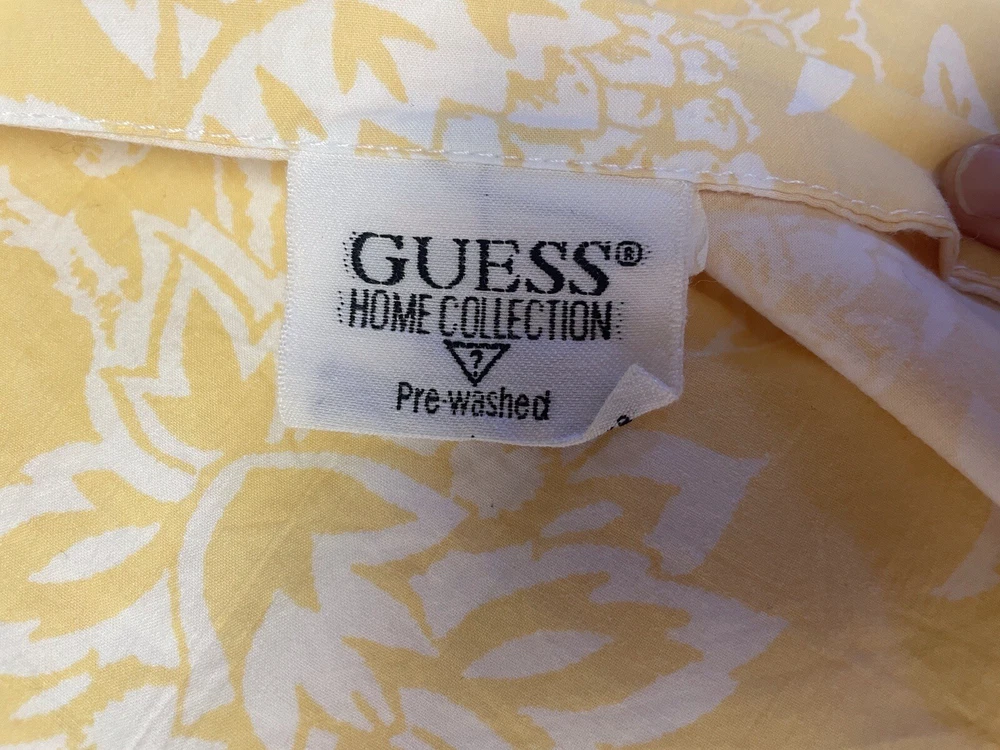 GUESS®
HOME COLLECTION
?
Pre-washed